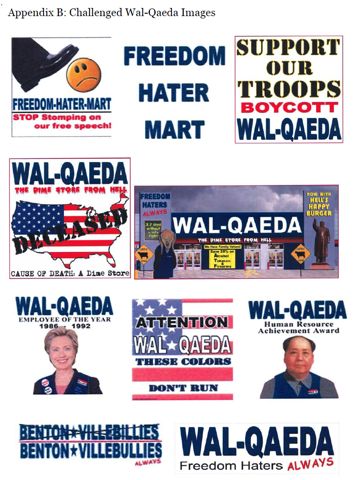 Appendix B: Challenged Wal-Qaeda Images
FREEDOM-HATER-MART
STOP Stomping on
our free speech!
FREEDOM
HATER
MART
SUPPORT
OUR
TROOPS
BOYCOTT
WAL-QAEDA
WAL-QAEDA
THE DIME STORE FROM HELL
DECEASED
CAUSE OF DEATH: A Dime Store
FREEDOM
HATERS
ALWAYS
WAL-QAEDA
THE DIME STORE FROM HELL
NOW WITH
HELL'S
HAPPY
BURGER
WAL-QAEDA
EMPLOYEE OF THE YEAR
1986 - 1992
ATTENTION
WAL★QAEDA
THESE COLORS
DON'T RUN
WAL-QAEDA
Human Resource
Achievement Award
BENTON★VILLEBILLIES
BENTON★VILLEBULLIES
ALWAYS
WAL-QAEDA
Freedom Haters ALWAYS